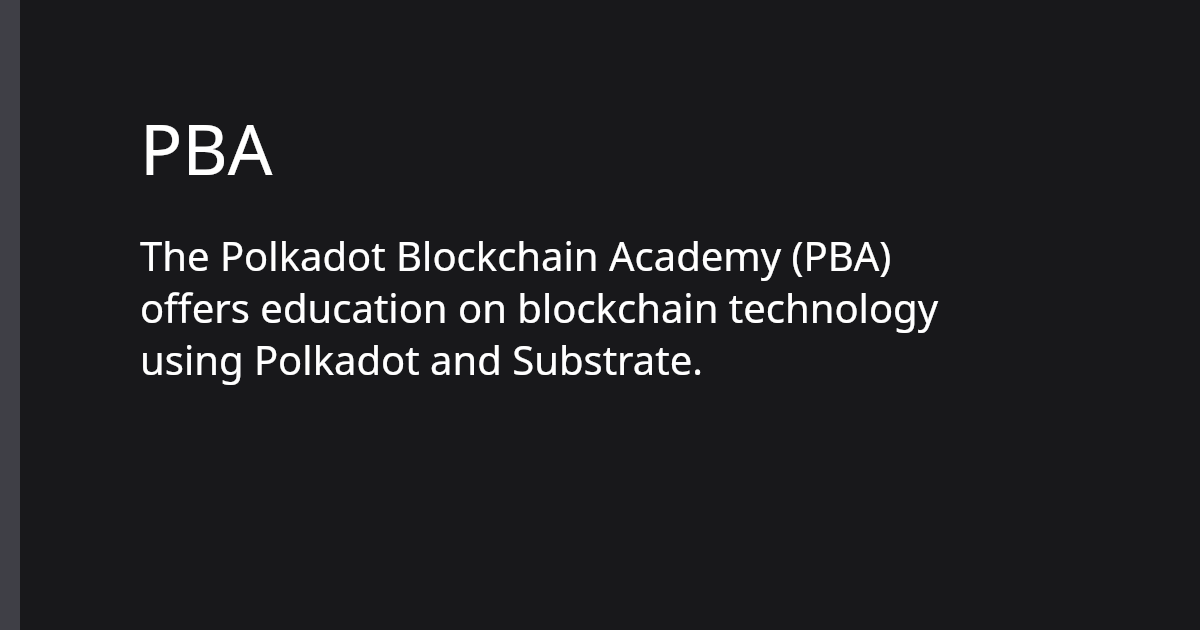 PBA
The Polkadot Blockchain Academy (PBA)
offers education on blockchain technology
using Polkadot and Substrate.